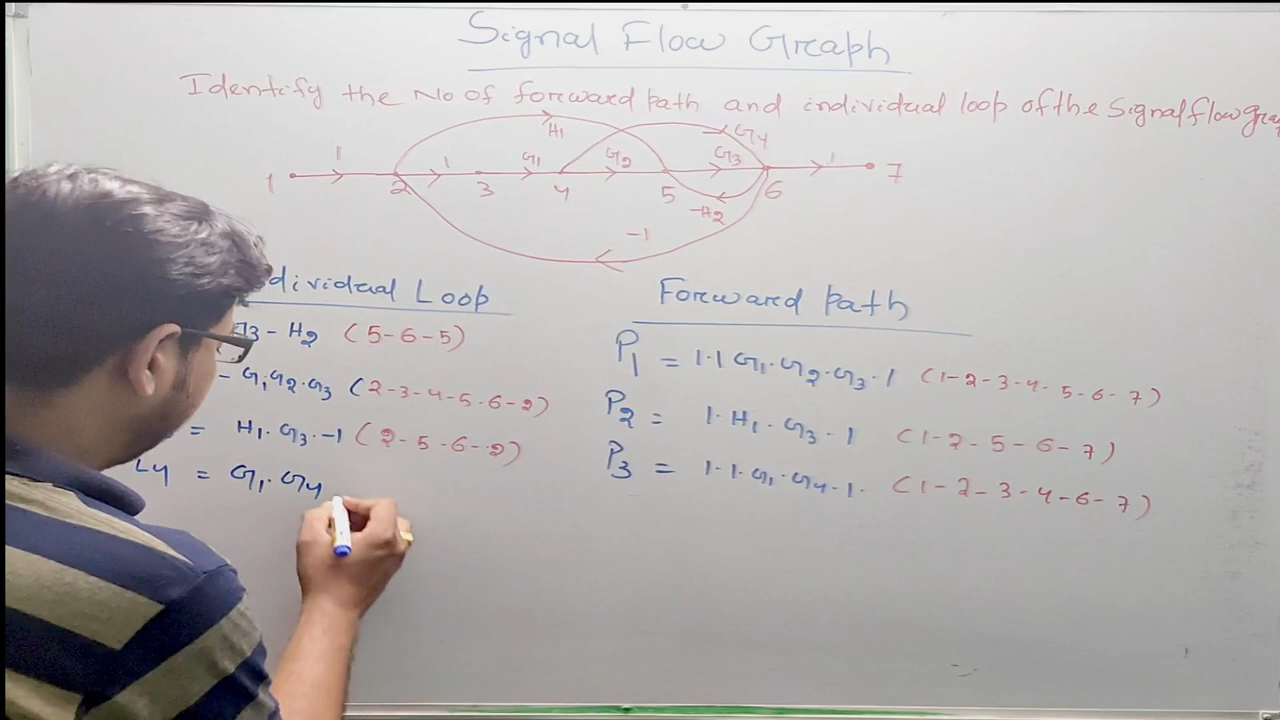 Signal Flow Graph
Identify the No of forward path and individual loop of the Signal flow gra
H1
G4
1
1
G1
G2
G3
1
1
2
3
4
5
6
7
-H2
-1
dividual Loop
G3 - H2 (5-6-5)
- G1 G2.G3 (2-3-4-5-6-2)
= H1.G3.-1 (2-5-6-2)
L4 = G1.G4
Forward Path
P1 = 1.1 G1.G2.G3.1 (1-2-3-4-5-6-7)
P2 = 1.H1.G3.1 (1-2-5-6-7)
P3 = 1.1.G1.G4.1. (1-2-3-4-6-7)